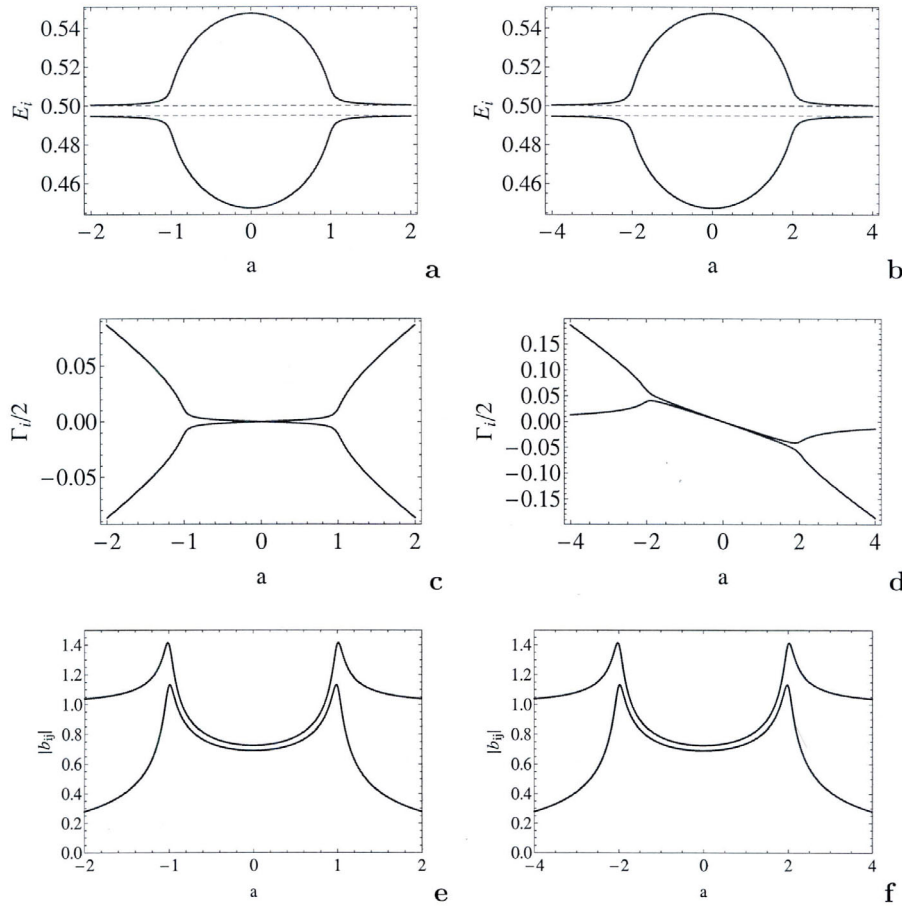 0.54
0.52
0.50
0.48
0.46
E_i
−2 −1 0 1 2
a
a
0.54
0.52
0.50
0.48
0.46
E_i
−4 −2 0 2 4
a
b
0.05
0.00
−0.05
Γ_i/2
−2 −1 0 1 2
a
c
0.15
0.10
0.05
0.00
−0.05
−0.10
−0.15
Γ_i/2
−4 −2 0 2 4
a
d
1.4
1.2
1.0
0.8
0.6
0.4
0.2
0.0
|b_ij|
−2 −1 0 1 2
a
e
1.4
1.2
1.0
0.8
0.6
0.4
0.2
0.0
|b_ij|
−4 −2 0 2 4
a
f